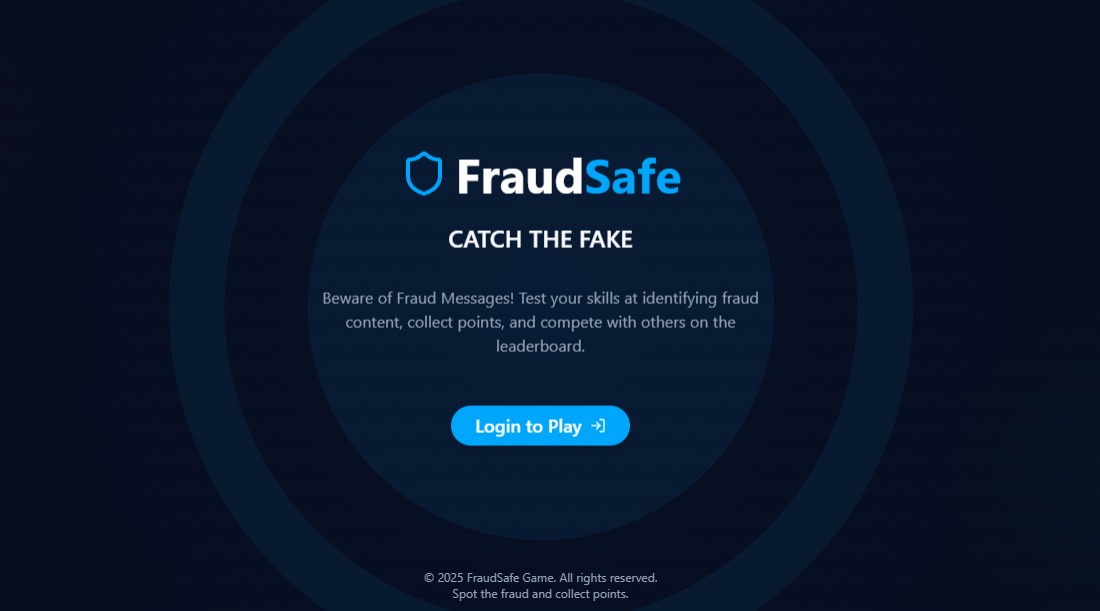 FraudSafe
CATCH THE FAKE
Beware of Fraud Messages! Test your skills at identifying fraud
content, collect points, and compete with others on the
leaderboard.
Login to Play
© 2025 FraudSafe Game. All rights reserved.
Spot the fraud and collect points.